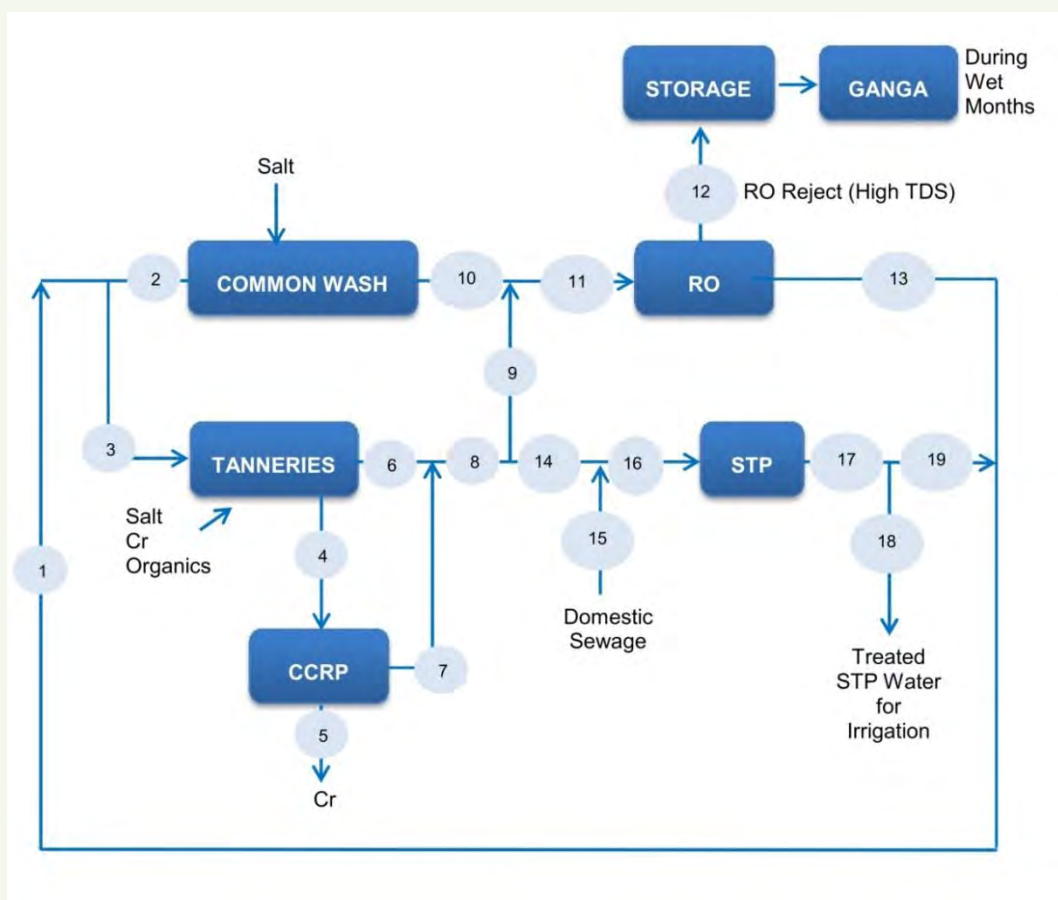 STORAGE
GANGA
During
Wet
Months
Salt
12
RO Reject (High TDS)
2
COMMON WASH
10
11
RO
13
9
3
TANNERIES
6
8
14
16
STP
17
19
Salt
Cr
Organics
4
15
18
1
Domestic
Sewage
CCRP
7
Treated
STP Water
for
Irrigation
5
Cr